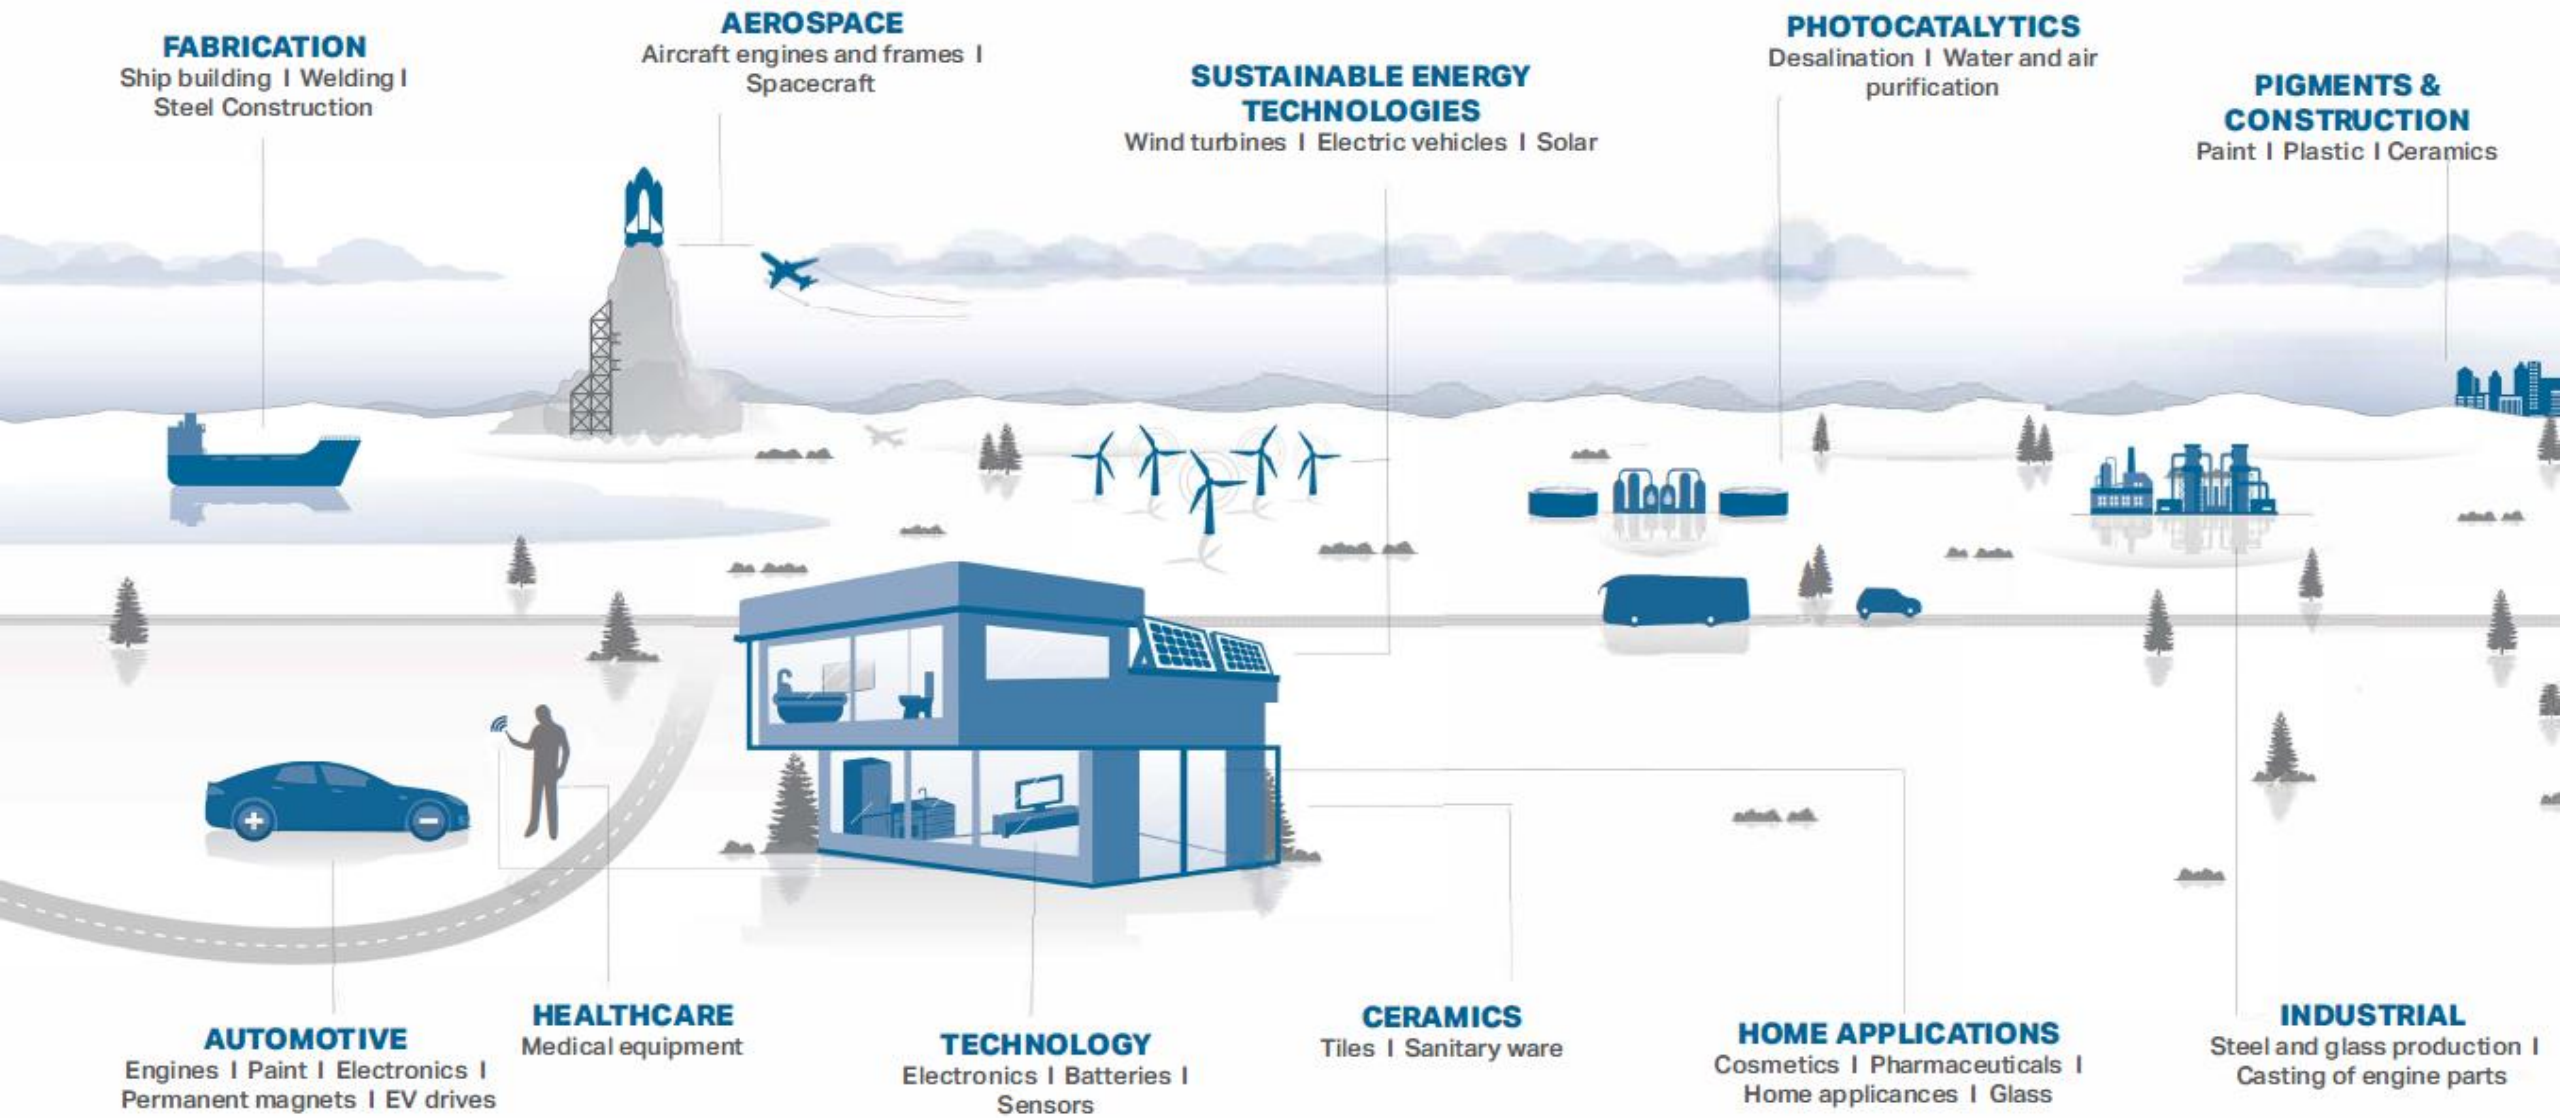 FABRICATION
Ship building I Welding I
Steel Construction
AEROSPACE
Aircraft engines and frames I
Spacecraft
SUSTAINABLE ENERGY
TECHNOLOGIES
Wind turbines I Electric vehicles I Solar
PHOTOCATALYTICS
Desalination I Water and air
purification
PIGMENTS &
CONSTRUCTION
Paint I Plastic I Ceramics
AUTOMOTIVE
Engines I Paint I Electronics I
Permanent magnets I EV drives
HEALTHCARE
Medical equipment
TECHNOLOGY
Electronics I Batteries I
Sensors
CERAMICS
Tiles I Sanitary ware
HOME APPLICATIONS
Cosmetics I Pharmaceuticals I
Home applicances I Glass
INDUSTRIAL
Steel and glass production I
Casting of engine parts